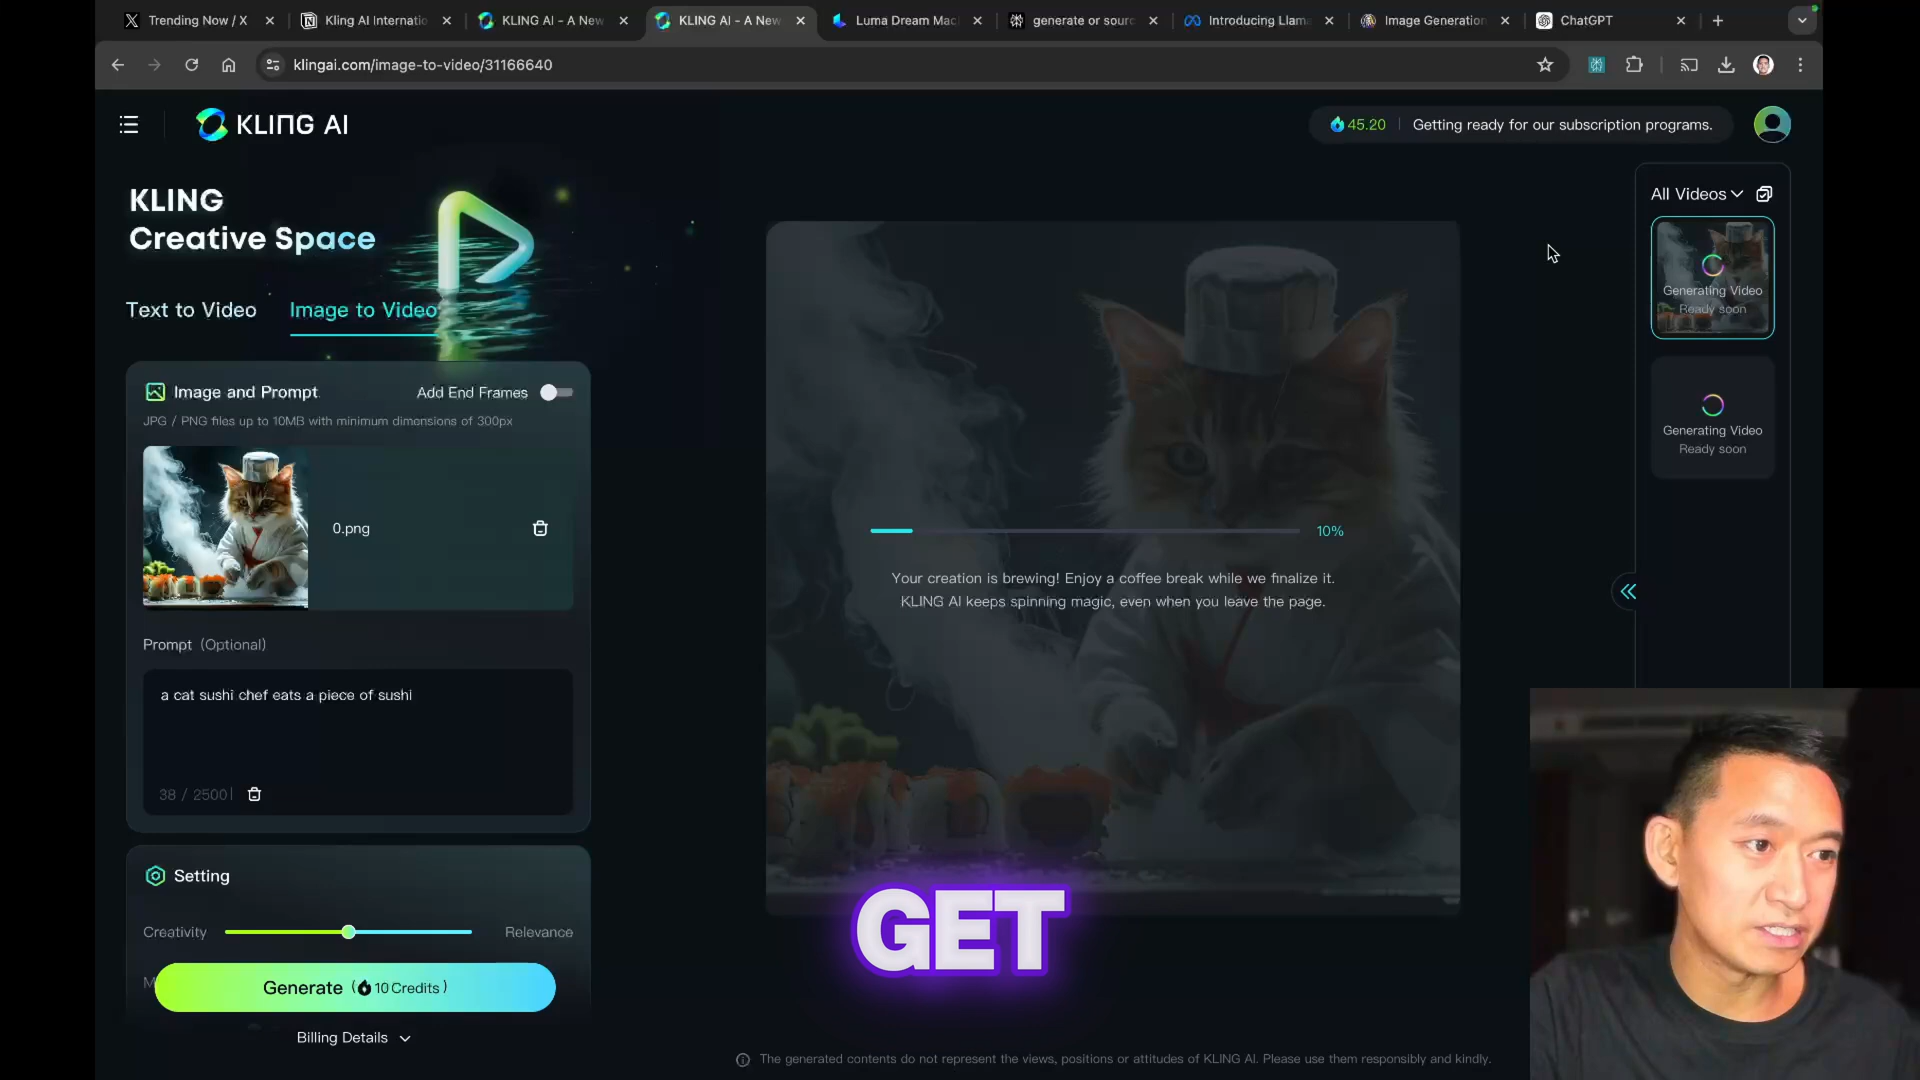 Trending Now / X
Kling AI Internatio
KLING AI - A New
KLING AI - A New
Luma Dream Mac
generate or sourc
Introducing Llam
Image Generation
ChatGPT
klingai.com/image-to-video/31166640
KLING AI
45.20
Getting ready for our subscription programs.
KLING
Creative Space
Text to Video
Image to Video
All Videos
Generating Video
Ready soon
Generating Video
Ready soon
Image and Prompt
Add End Frames
JPG / PNG files up to 10MB with minimum dimensions of 300px
0.png
10%
Your creation is brewing! Enjoy a coffee break while we finalize it.
KLING AI keeps spinning magic, even when you leave the page.
Prompt (Optional)
a cat sushi chef eats a piece of sushi
38 / 2500
Setting
Creativity
Relevance
GET
Generate ( 10 Credits )
Billing Details
The generated contents do not represent the views, positions or attitudes of KLING AI. Please use them responsibly and kindly.